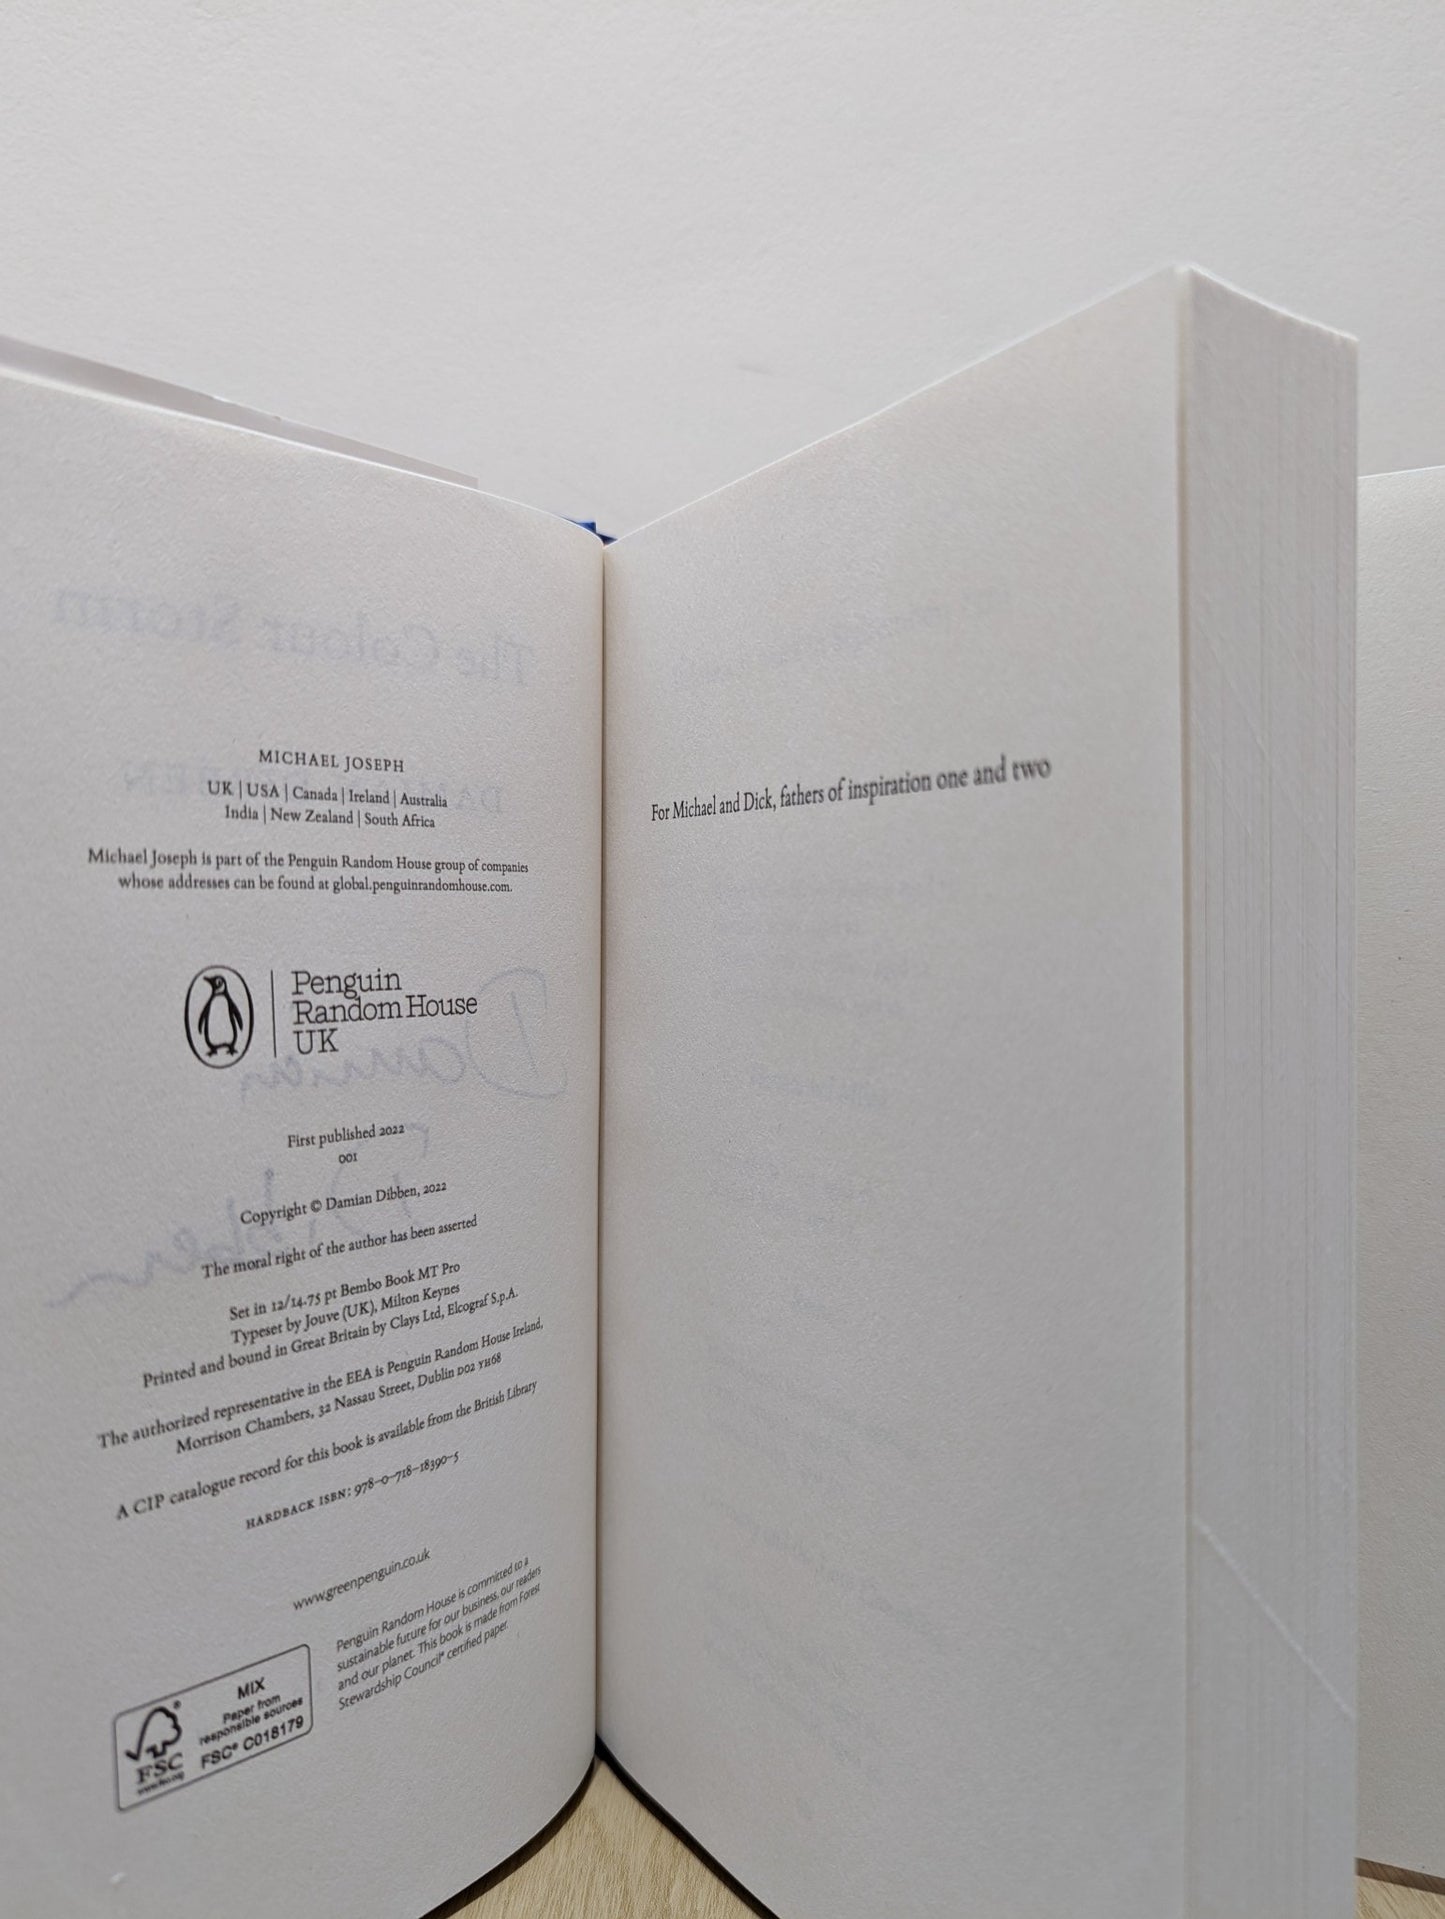 The Colour Storm
MICHAEL JOSEPH
UK | USA | Canada | Ireland | Australia
India | New Zealand | South Africa
Michael Joseph is part of the Penguin Random House group of companies
whose addresses can be found at global.penguinrandomhouse.com.
Penguin
Random House
UK
Damian
Dibben
First published 2022
001
Copyright © Damian Dibben, 2022
The moral right of the author has been asserted
Set in 12/14.75 pt Bembo Book MT Pro
Typeset by Jouve (UK), Milton Keynes
Printed and bound in Great Britain by Clays Ltd, Elcograf S.p.A.
The authorized representative in the EEA is Penguin Random House Ireland,
Morrison Chambers, 32 Nassau Street, Dublin D02 YH68
A CIP catalogue record for this book is available from the British Library
HARDBACK ISBN: 978-0-718-18390-5
www.greenpenguin.co.uk
Penguin Random House is committed to a
sustainable future for our business, our readers
and our planet. This book is made from Forest
Stewardship Council® certified paper.
MIX
Paper from
responsible sources
FSC® C018179
FSC
www.fsc.org
For Michael and Dick, fathers of inspiration one and two